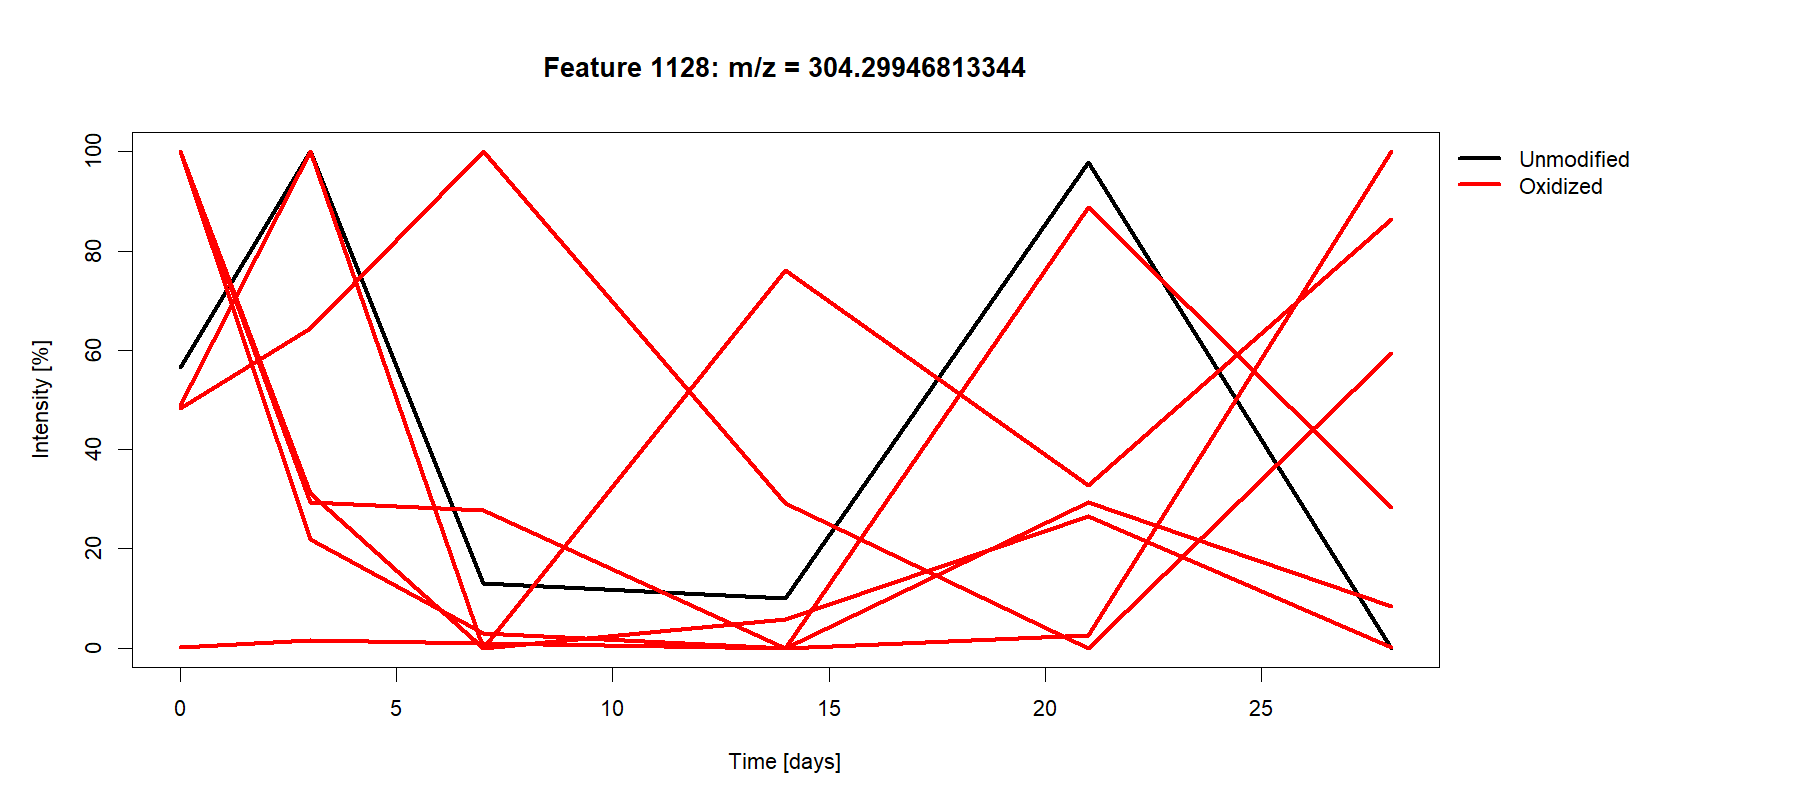 Feature 1128: m/z = 304.29946813344
Unmodified
Oxidized
Intensity [%]
100
80
60
40
20
0
0 5 10 15 20 25
Time [days]